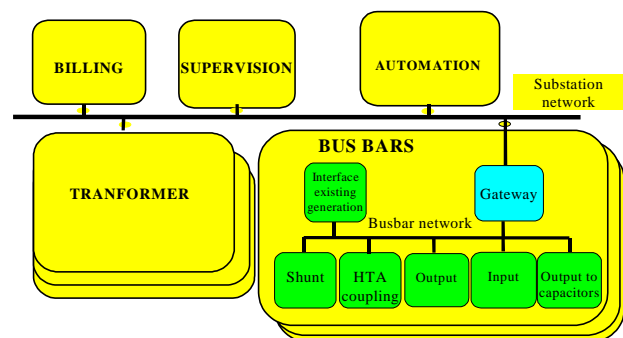 BILLING
SUPERVISION
AUTOMATION
Substation
network
TRANFORMER
BUS BARS
Interface
existing
generation
Gateway
Busbar network
Shunt
HTA
coupling
Output
Input
Output to
capacitors